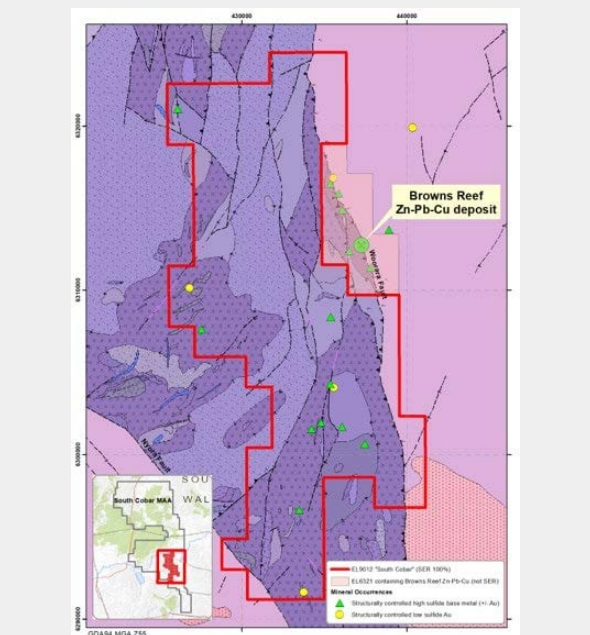 430000
440000
6320000
Browns Reef
Zn-Pb-Cu deposit
Woorara Fault
6310000
6300000
Nyora Fault
SOU
WAL
South Cobar MAA
EL9012 "South Cobar" (SER 100%)
EL6321 containing Browns Reef Zn-Pb-Cu (not SER)
Mineral Occurrences
Structurally controlled high sulfide base metal (+/- Au)
Structurally controlled low sulfide Au
6290000
GDA94 MGA Z55